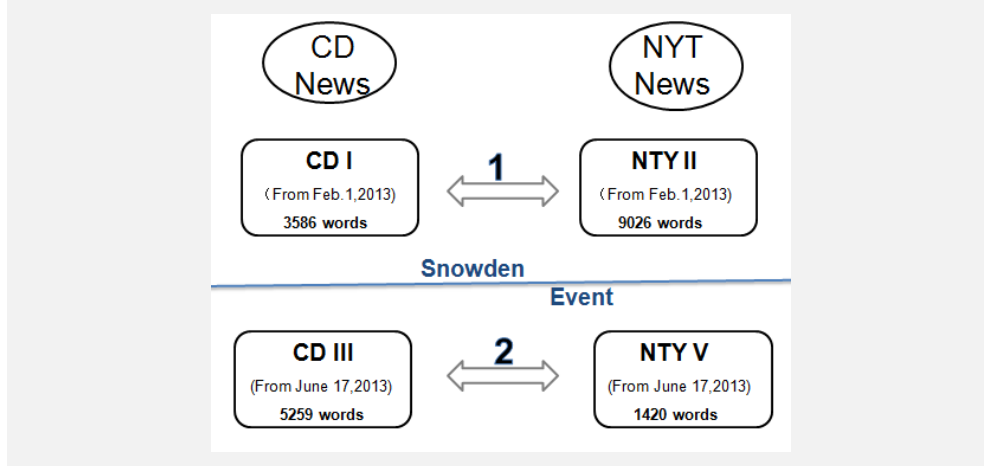 CD
News
NYT
News
CD I
（From Feb.1,2013)
3586 words
1
NTY II
（From Feb.1,2013)
9026 words
Snowden
Event
CD III
(From June 17,2013)
5259 words
2
NTY V
(From June 17,2013)
1420 words